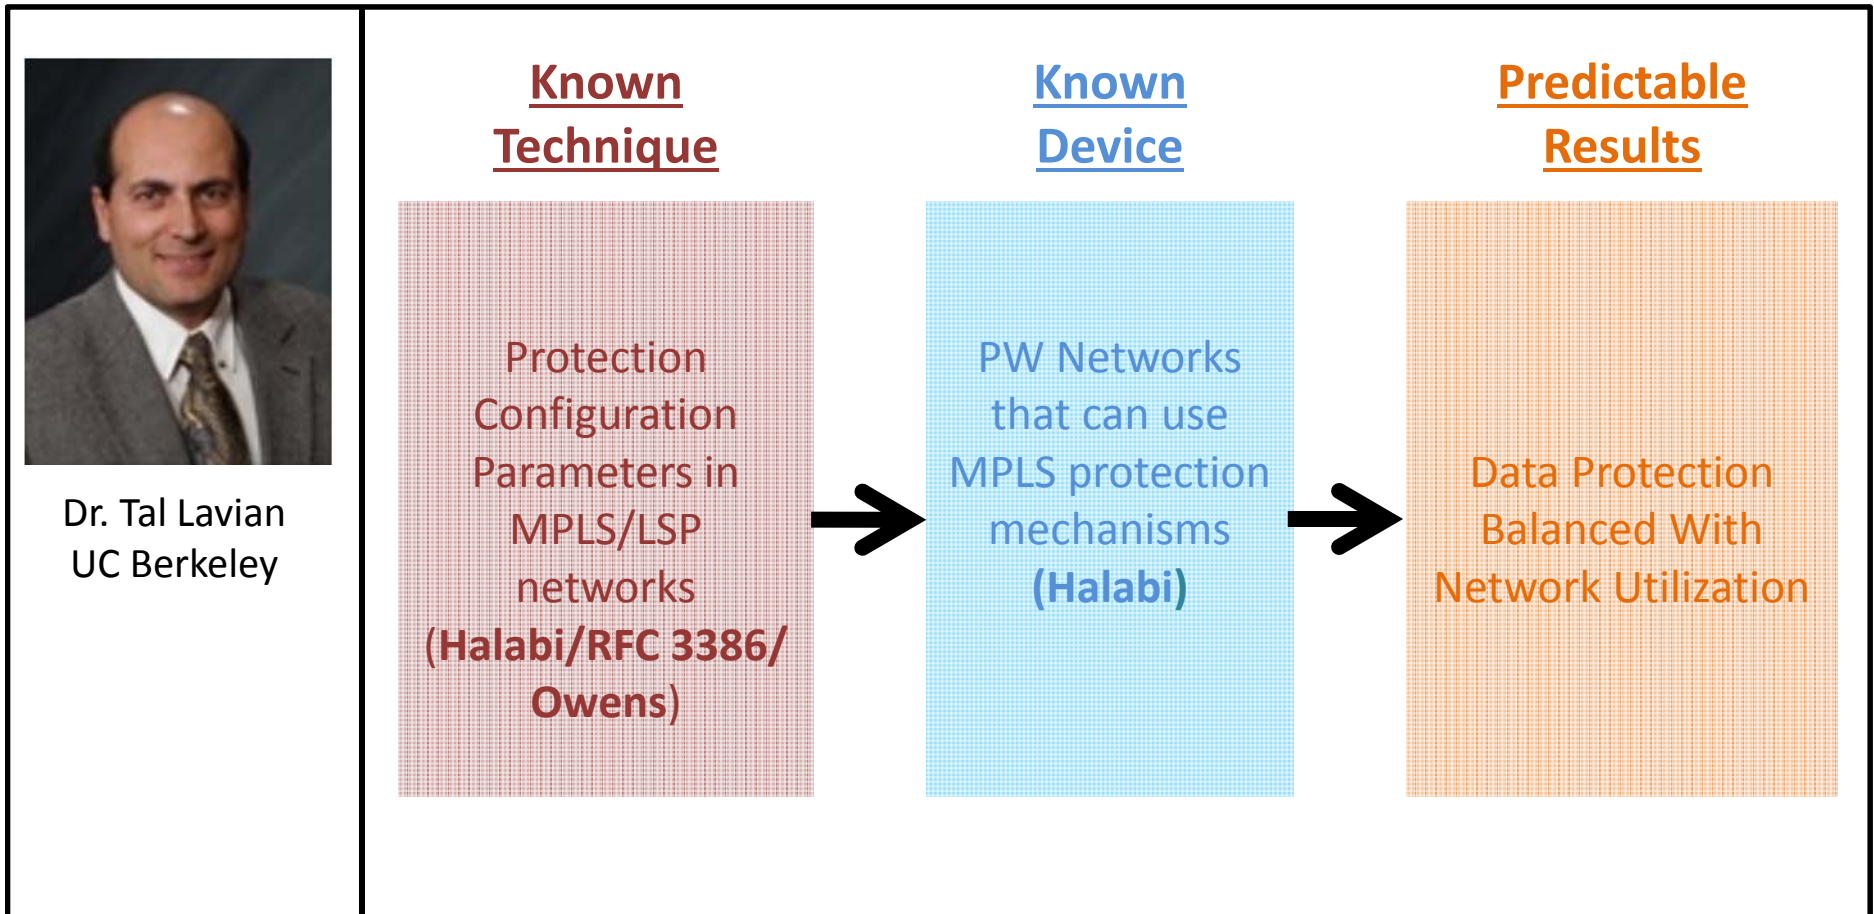 Dr. Tal Lavian
UC Berkeley
Known
Technique
Protection
Configuration
Parameters in
MPLS/LSP
networks
(Halabi/RFC 3386/
Owens)
Known
Device
PW Networks
that can use
MPLS protection
mechanisms
(Halabi)
Predictable
Results
Data Protection
Balanced With
Network Utilization